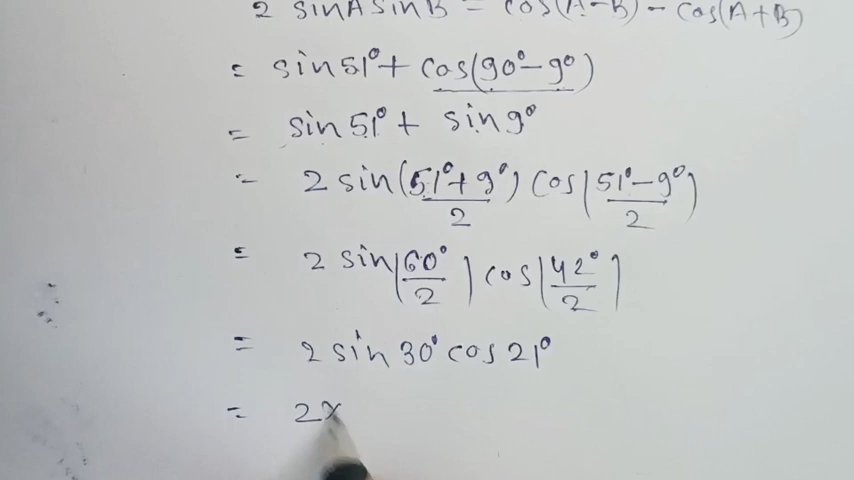 2 sinA sinB = cos(A-B) - cos(A+B)
= sin51° + cos(90°-9°)
= sin51° + sin9°
= 2 sin(51°+9°/2) cos(51°-9°/2)
= 2 sin(60°/2) cos(42°/2)
= 2 sin30° cos21°
= 2×